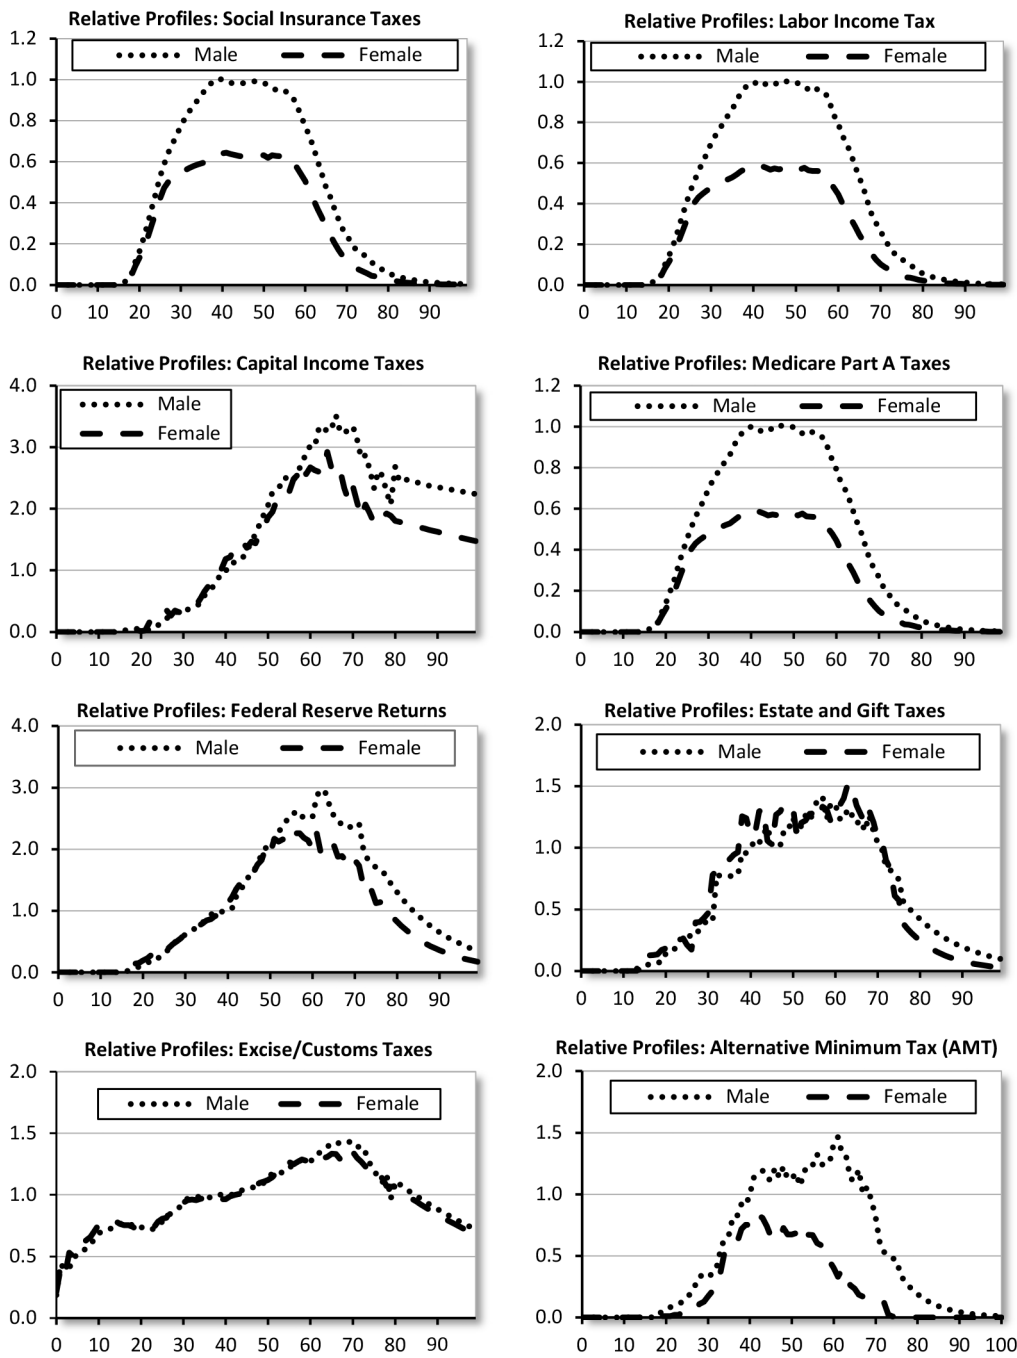 Relative Profiles: Social Insurance Taxes
Male Female
1.2
1.0
0.8
0.6
0.4
0.2
0.0
0 10 20 30 40 50 60 70 80 90
Relative Profiles: Labor Income Tax
Male Female
1.2
1.0
0.8
0.6
0.4
0.2
0.0
0 10 20 30 40 50 60 70 80 90
Relative Profiles: Capital Income Taxes
Male
Female
4.0
3.0
2.0
1.0
0.0
0 10 20 30 40 50 60 70 80 90
Relative Profiles: Medicare Part A Taxes
Male Female
1.2
1.0
0.8
0.6
0.4
0.2
0.0
0 10 20 30 40 50 60 70 80 90
Relative Profiles: Federal Reserve Returns
Male Female
4.0
3.0
2.0
1.0
0.0
0 10 20 30 40 50 60 70 80 90
Relative Profiles: Estate and Gift Taxes
Male Female
2.0
1.5
1.0
0.5
0.0
0 10 20 30 40 50 60 70 80 90
Relative Profiles: Excise/Customs Taxes
Male Female
2.0
1.5
1.0
0.5
0.0
0 10 20 30 40 50 60 70 80 90
Relative Profiles: Alternative Minimum Tax (AMT)
Male Female
2.0
1.5
1.0
0.5
0.0
0 10 20 30 40 50 60 70 80 90 100